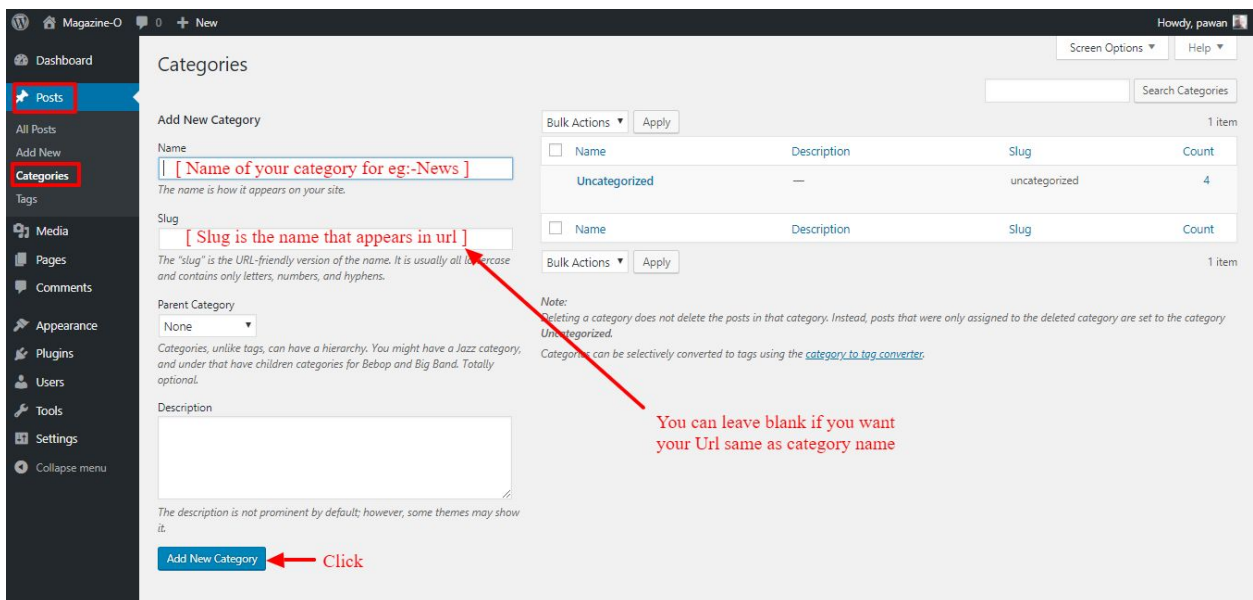 Magazine-O 0 + New Howdy, pawan
Dashboard
Posts
All Posts
Add New
Categories
Tags
Media
Pages
Comments
Appearance
Plugins
Users
Tools
Settings
Collapse menu
Screen Options ▼ Help ▼
Categories
Search Categories
Add New Category
Name
[ Name of your category for eg:-News ]
The name is how it appears on your site.
Slug
[ Slug is the name that appears in url ]
The "slug" is the URL-friendly version of the name. It is usually all lowercase
and contains only letters, numbers, and hyphens.
Parent Category
None ▼
Categories, unlike tags, can have a hierarchy. You might have a Jazz category,
and under that have children categories for Bebop and Big Band. Totally
optional.
Description
The description is not prominent by default; however, some themes may show
it.
Add New Category
Click
Bulk Actions ▼ Apply 1 item
Name Description Slug Count
Uncategorized — uncategorized 4
Name Description Slug Count
Bulk Actions ▼ Apply 1 item
Note:
Deleting a category does not delete the posts in that category. Instead, posts that were only assigned to the deleted category are set to the category
Uncategorized.
Categories can be selectively converted to tags using the category to tag converter.
You can leave blank if you want
your Url same as category name